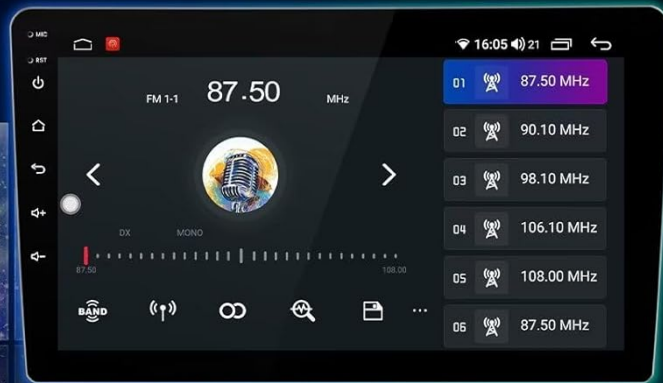 MIC
16:05 21
RST
FM 1-1 87.50 MHz
DX MONO
87.50 108.00
BAND
01 87.50 MHz
02 90.10 MHz
03 98.10 MHz
04 106.10 MHz
05 108.00 MHz
06 87.50 MHz